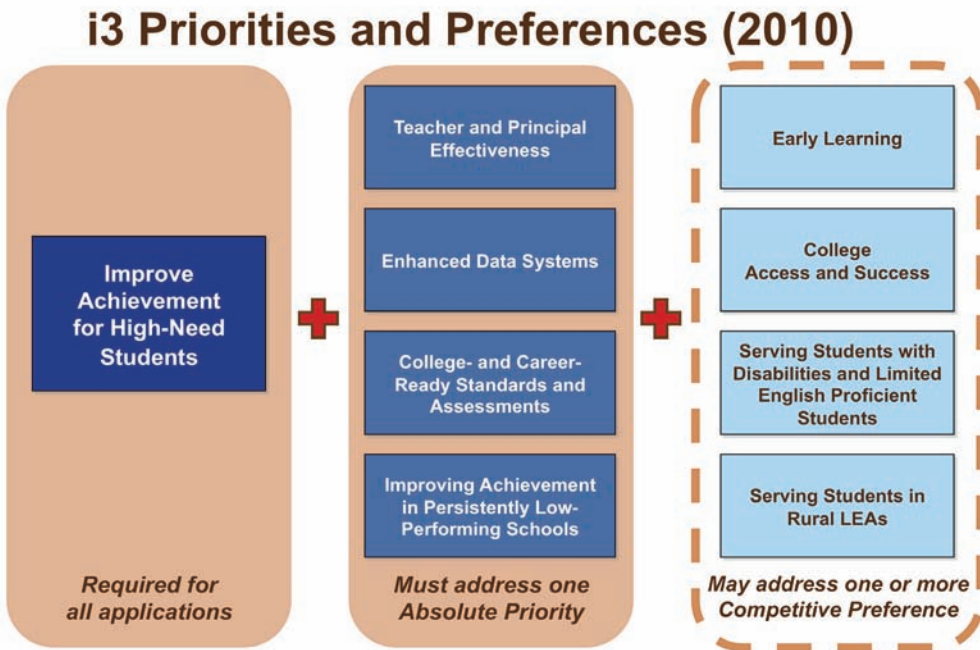 i3 Priorities and Preferences (2010)
Improve
Achievement
for High-Need
Students
Required for
all applications
Teacher and Principal
Effectiveness
Enhanced Data Systems
College- and Career-
Ready Standards and
Assessments
Improving Achievement
in Persistently Low-
Performing Schools
Must address one
Absolute Priority
Early Learning
College
Access and Success
Serving Students with
Disabilities and Limited
English Proficient
Students
Serving Students in
Rural LEAs
May address one or more
Competitive Preference